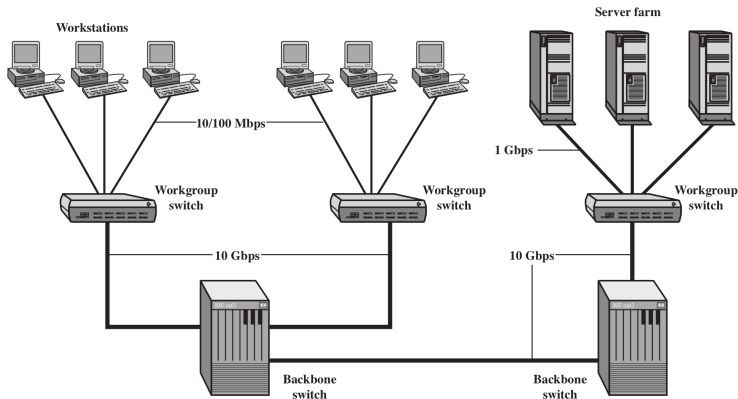 Workstations
Server farm
10/100 Mbps
1 Gbps
Workgroup
switch
Workgroup
switch
Workgroup
switch
10 Gbps
10 Gbps
Backbone
switch
Backbone
switch